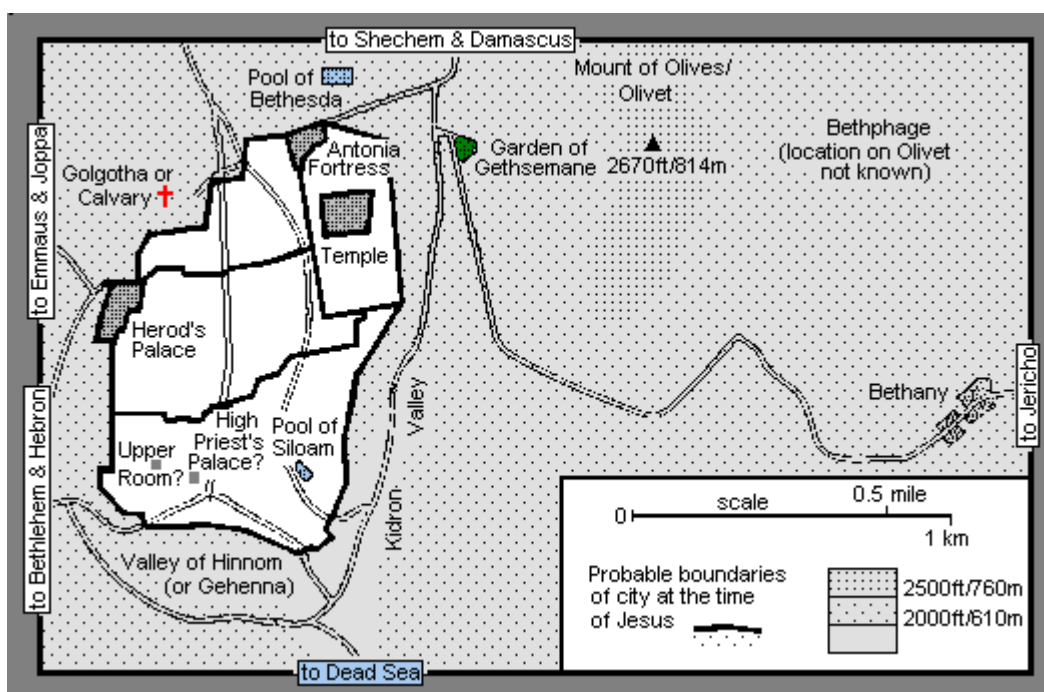 to Shechem & Damascus
Pool of
Bethesda
Mount of Olives/
Olivet
2670ft/814m
Bethphage
(location on Olivet
not known)
Antonia
Fortress
Garden of
Gethsemane
Golgotha or
Calvary
to Emmaus & Joppa
Temple
Herod's
Palace
Valley
Kidron
Bethany
to Jericho
to Bethlehem & Hebron
Upper
Room?
High
Priest's
Palace?
Pool of
Siloam
Valley of Hinnom
(or Gehenna)
to Dead Sea
scale
0.5 mile
0
1 km
Probable boundaries
of city at the time
of Jesus
2500ft/760m
2000ft/610m